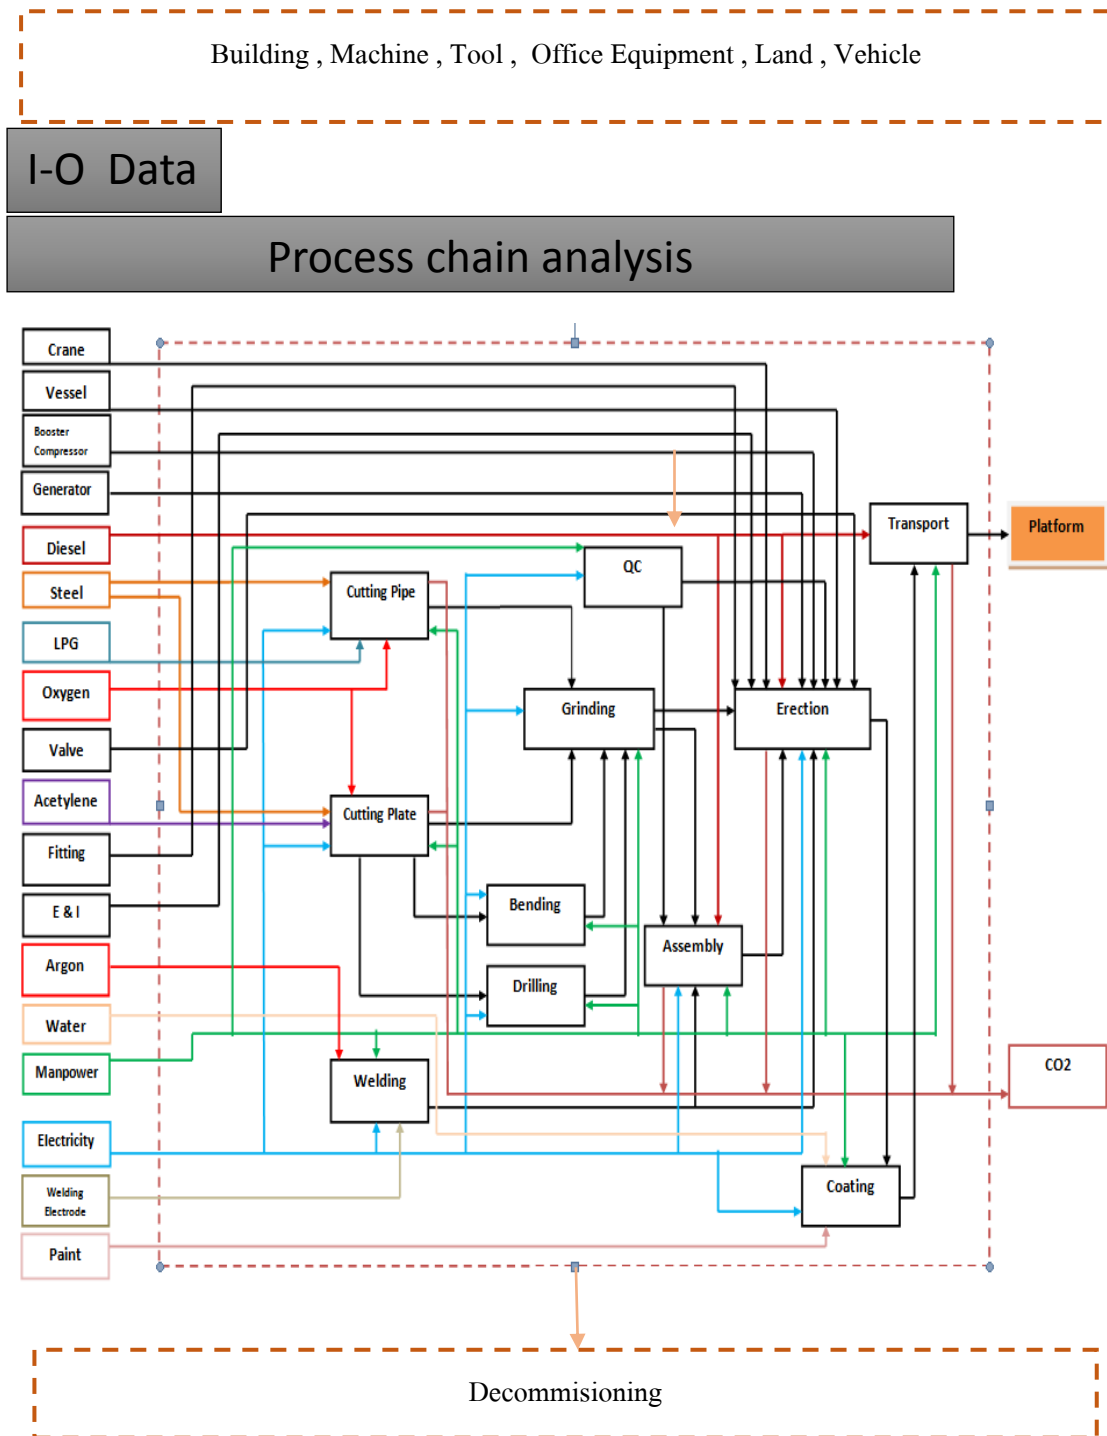 Building , Machine , Tool ,  Office Equipment , Land , Vehicle
I-O  Data
Process chain analysis
Crane
Vessel
Booster
Compressor
Generator
Diesel
Steel
LPG
Oxygen
Valve
Acetylene
Fitting
E & I
Argon
Water
Manpower
Electricity
Welding
Electrode
Paint
Cutting Pipe
Cutting Plate
Welding
QC
Grinding
Bending
Drilling
Assembly
Erection
Transport
Coating
Platform
CO2
Decommisioning